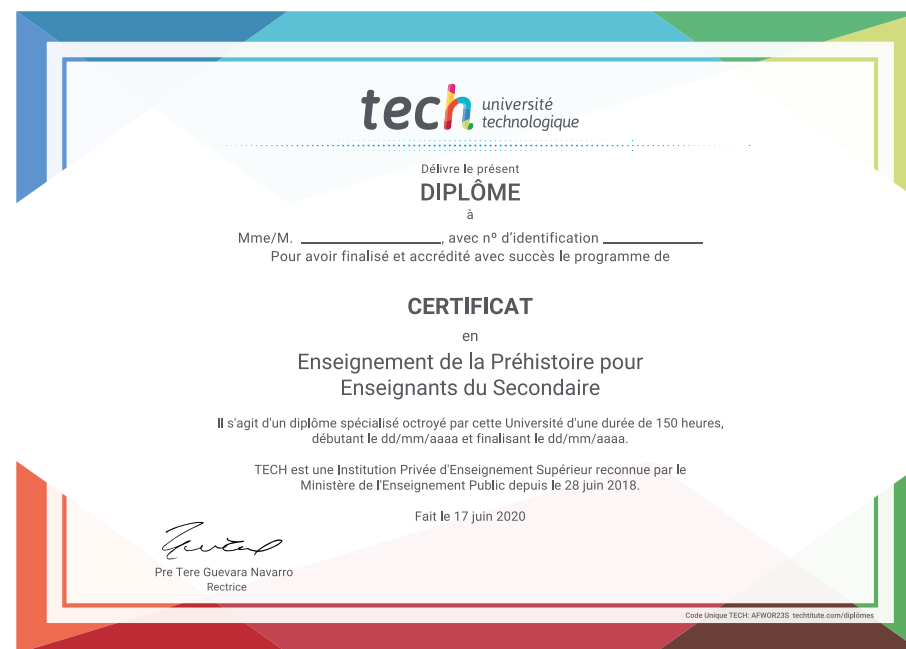 tech université
technologique
Délivre le présent
DIPLÔME
à
Mme/M. ____________________, avec nº d'identification ______________
Pour avoir finalisé et accrédité avec succès le programme de
CERTIFICAT
en
Enseignement de la Préhistoire pour
Enseignants du Secondaire
Il s'agit d'un diplôme spécialisé octroyé par cette Université d'une durée de 150 heures,
débutant le dd/mm/aaaa et finalisant le dd/mm/aaaa.
TECH est une Institution Privée d'Enseignement Supérieur reconnue par le
Ministère de l'Enseignement Public depuis le 28 juin 2018.
Fait le 17 juin 2020
Pre Tere Guevara Navarro
Rectrice
Code Unique TECH: AFWOR23S techtitute.com/diplômes